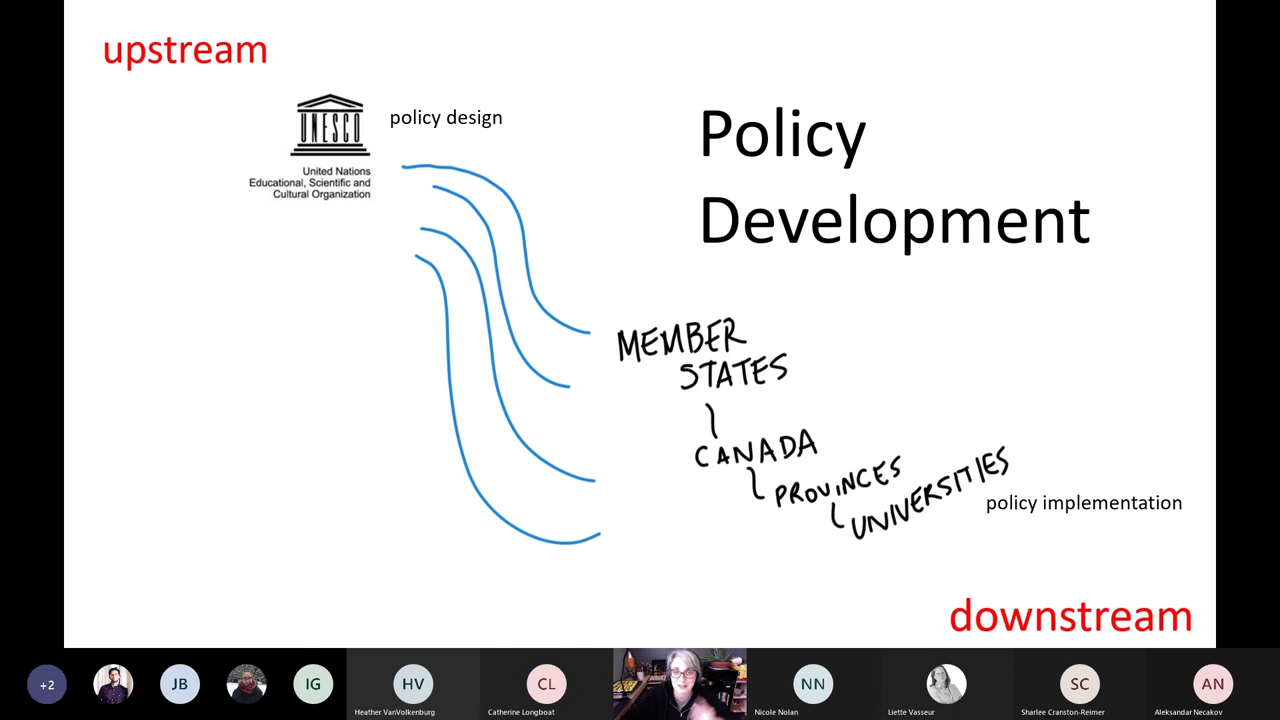 upstream
UNESCO
policy design
United Nations
Educational, Scientific and
Cultural Organization
Policy
Development
MEMBER
STATES
CANADA
PROVINCES
UNIVERSITIES
policy implementation
downstream
+2
JB
IG
HV
Heather VanVolkenburg
CL
Catherine Longboat
NN
Nicole Nolan
Liette Vasseur
SC
Sharlee Cranston-Reimer
AN
Aleksandar Necakov